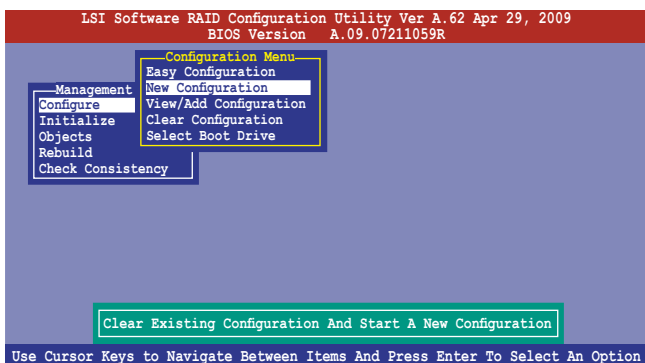 LSI Software RAID Configuration Utility Ver A.62 Apr 29, 2009
BIOS Version A.09.07211059R
Configuration Menu
Easy Configuration
New Configuration
View/Add Configuration
Clear Configuration
Select Boot Drive
Management
Configure
Initialize
Objects
Rebuild
Check Consistency
Clear Existing Configuration And Start A New Configuration
Use Cursor Keys to Navigate Between Items And Press Enter To Select An Option